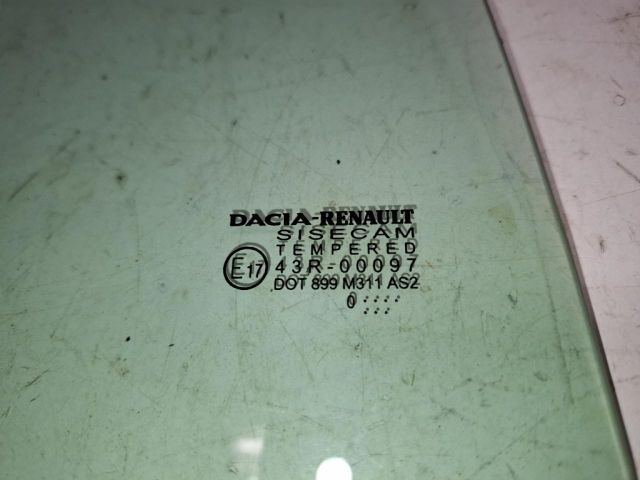 DACIA-RENAULT
SISECAM
TEMPERED
E17 43R-00097
DOT 899 M311 AS2
0 ....
...